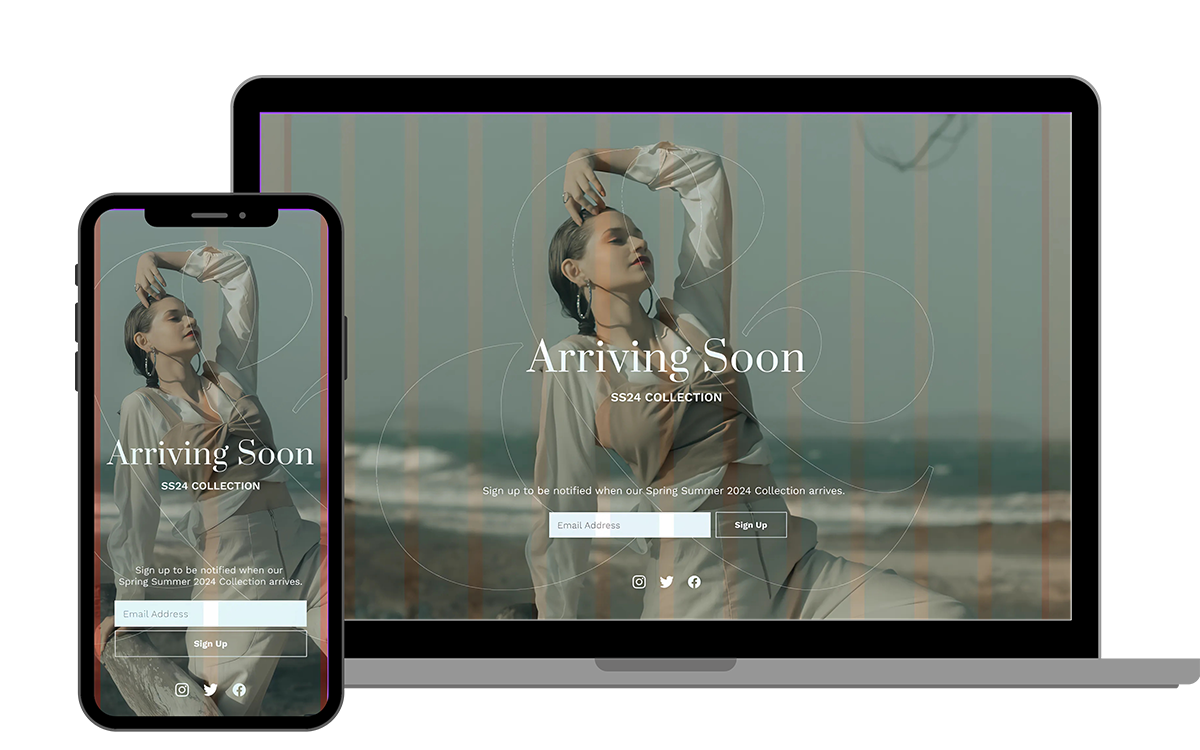 Arriving Soon
SS24 COLLECTION
Sign up to be notified when our Spring Summer 2024 Collection arrives.
Email Address
Sign Up
Arriving Soon
SS24 COLLECTION
Sign up to be notified when our
Spring Summer 2024 Collection arrives.
Email Address
Sign Up